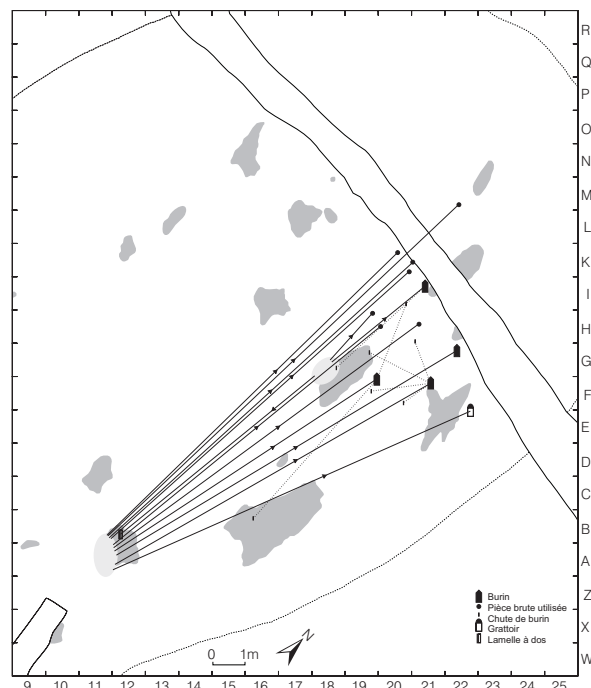 R
Q
P
O
N
M
L
K
I
H
G
F
E
D
C
B
A
Z
X
W
N
0 1m
Burin
Pièce brute utilisée
Chute de burin
Grattoir
Lamelle à dos
9 10 11 12 13 14 15 16 17 18 19 20 21 22 23 24 25